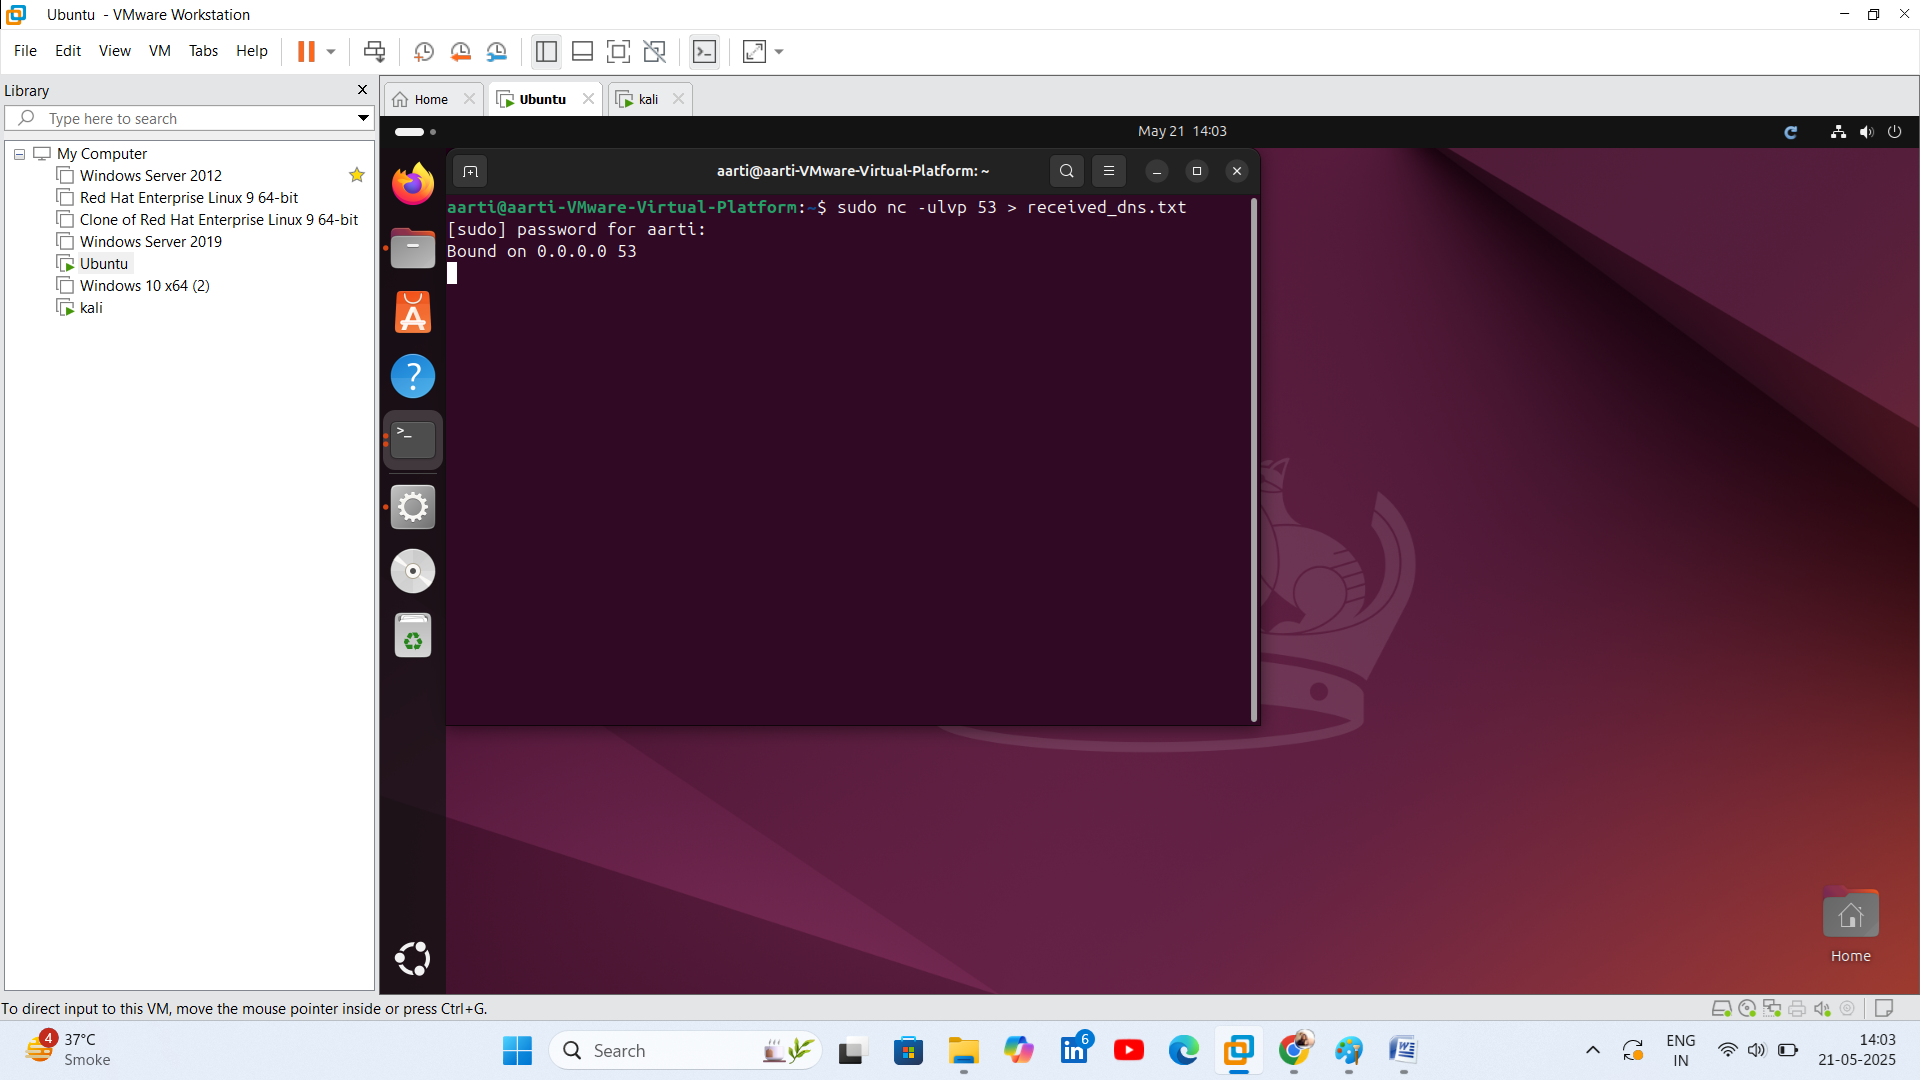 Ubuntu - VMware Workstation
File Edit View VM Tabs Help
Library
Type here to search
My Computer
Windows Server 2012
Red Hat Enterprise Linux 9 64-bit
Clone of Red Hat Enterprise Linux 9 64-bit
Windows Server 2019
Ubuntu
Windows 10 x64 (2)
kali
Home Ubuntu kali
May 21 14:03
aarti@aarti-VMware-Virtual-Platform: ~
aarti@aarti-VMware-Virtual-Platform:~$ sudo nc -ulvp 53 > received_dns.txt
[sudo] password for aarti:
Bound on 0.0.0.0 53
Home
To direct input to this VM, move the mouse pointer inside or press Ctrl+G.
4
37°C
Smoke
Search
6
ENG
IN
14:03
21-05-2025